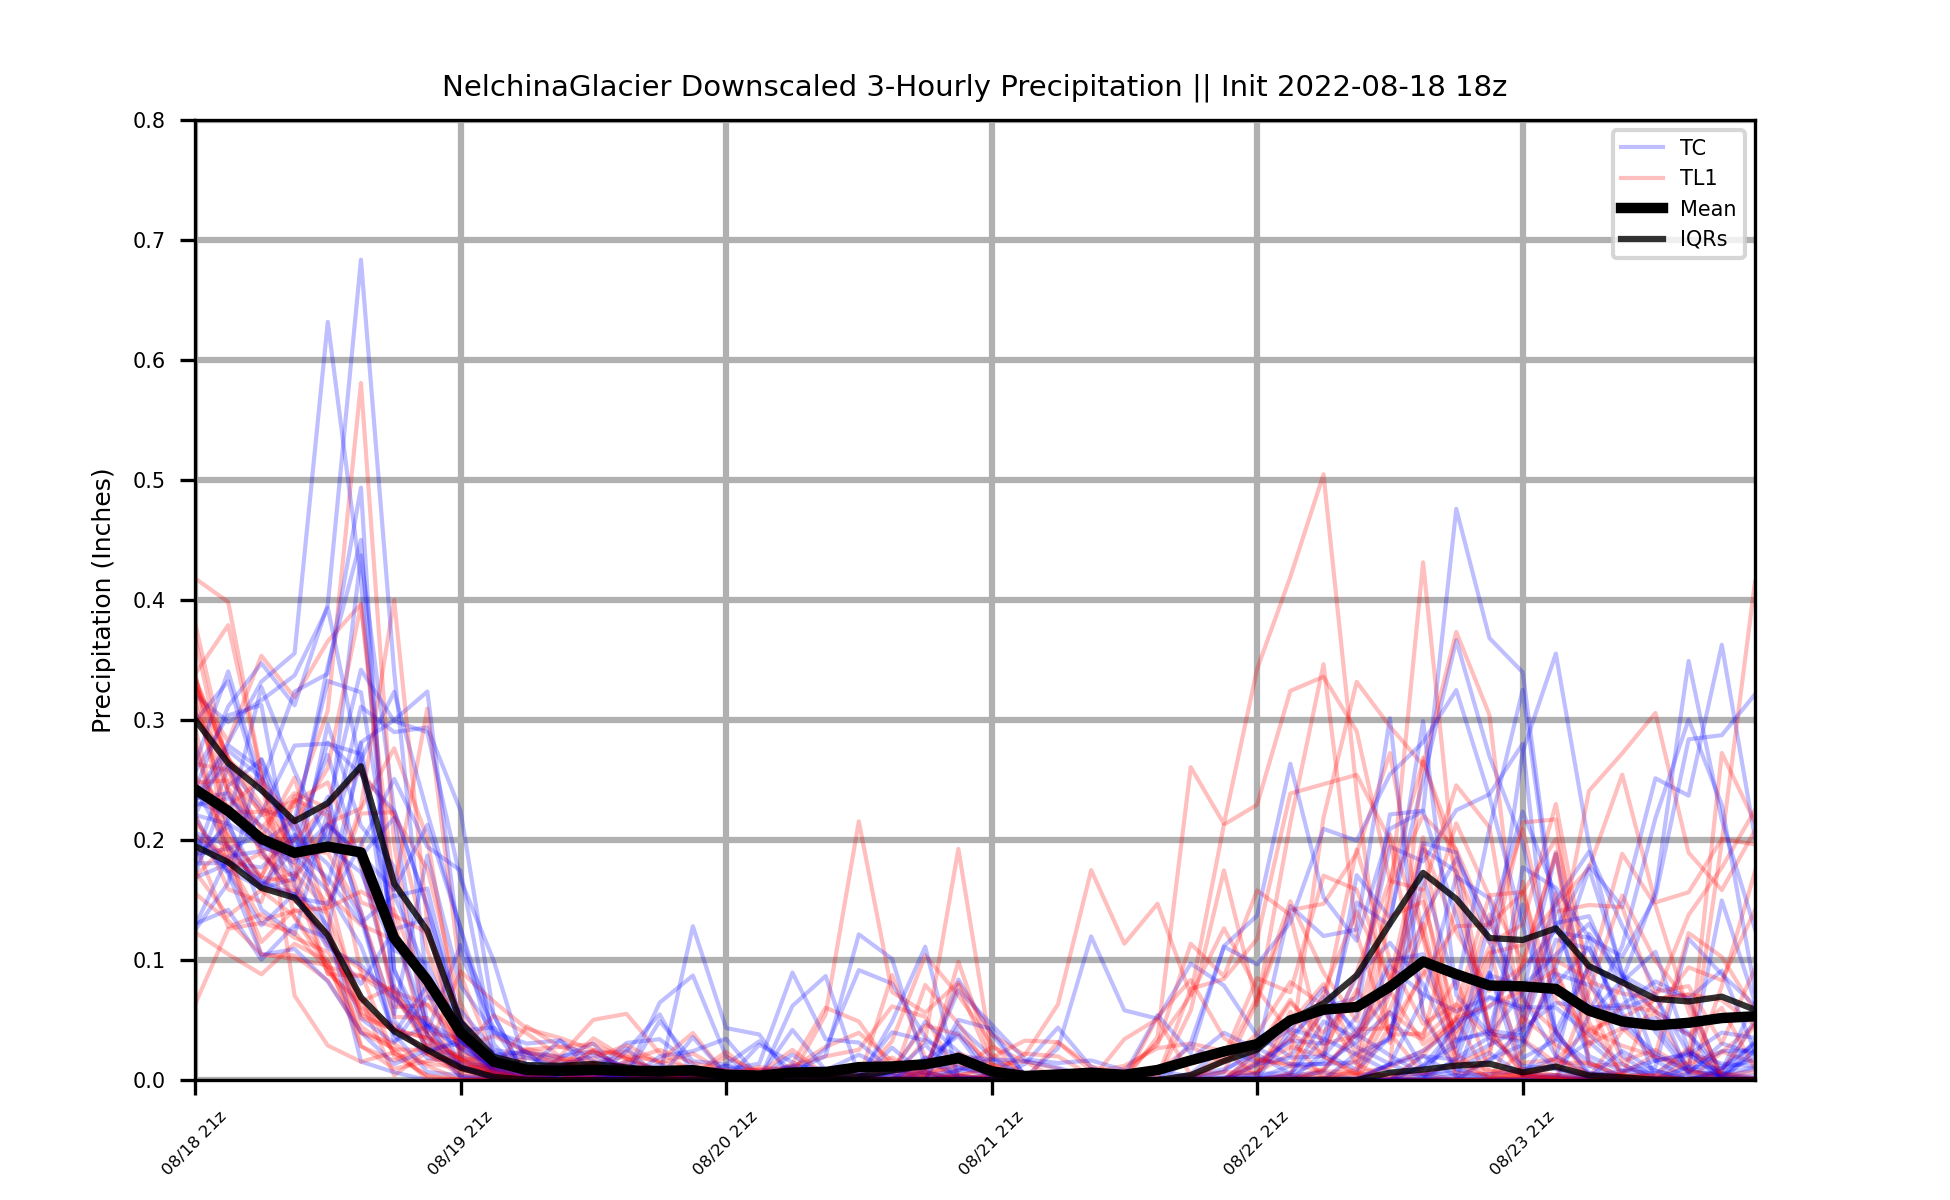 NelchinaGlacier Downscaled 3-Hourly Precipitation || Init 2022-08-18 18z
Precipitation (Inches)
0.8
0.7
0.6
0.5
0.4
0.3
0.2
0.1
0.0
TC
TL1
Mean
IQRs
08/18 21z
08/19 21z
08/20 21z
08/21 21z
08/22 21z
08/23 21z